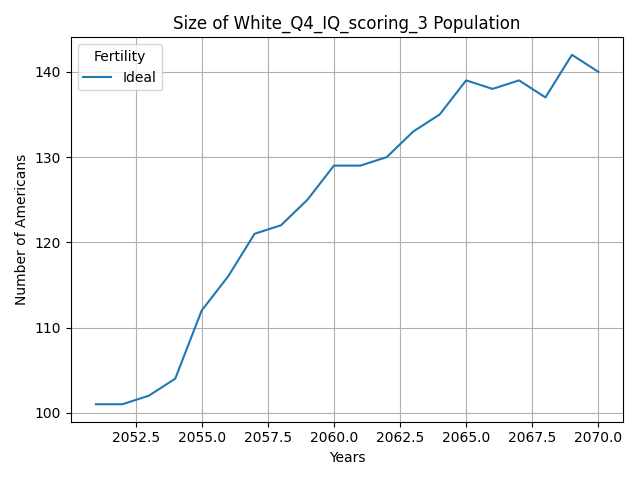 Size of White_Q4_IQ_scoring_3 Population
Fertility
Ideal
Number of Americans
140
130
120
110
100
2052.5 2055.0 2057.5 2060.0 2062.5 2065.0 2067.5 2070.0
Years